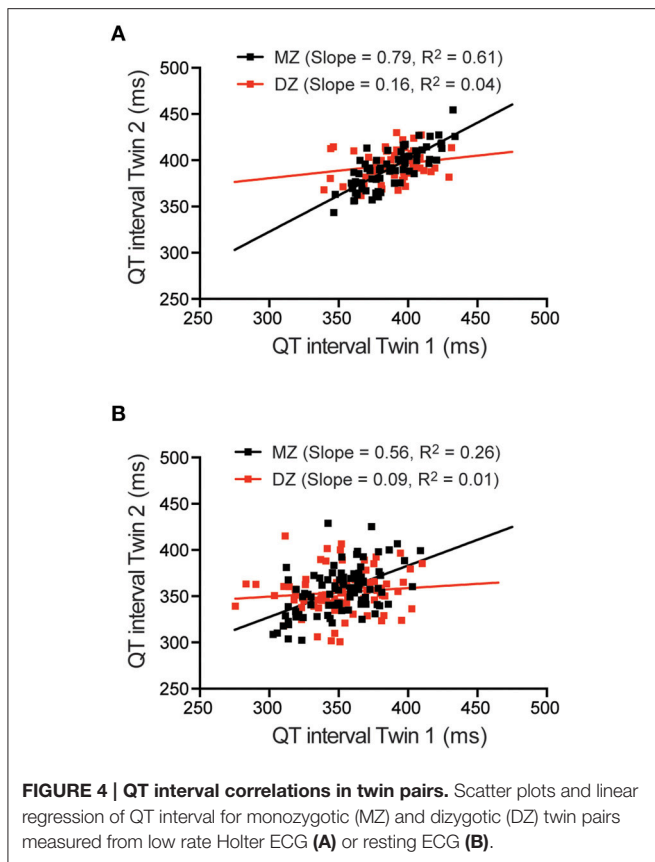 A
MZ (Slope = 0.79, R² = 0.61)
DZ (Slope = 0.16, R² = 0.04)
QT interval Twin 2 (ms)
500
450
400
350
300
250
250 300 350 400 450 500
QT interval Twin 1 (ms)
B
MZ (Slope = 0.56, R² = 0.26)
DZ (Slope = 0.09, R² = 0.01)
QT interval Twin 2 (ms)
500
450
400
350
300
250
250 300 350 400 450 500
QT interval Twin 1 (ms)
FIGURE 4 | QT interval correlations in twin pairs. Scatter plots and linear
regression of QT interval for monozygotic (MZ) and dizygotic (DZ) twin pairs
measured from low rate Holter ECG (A) or resting ECG (B).